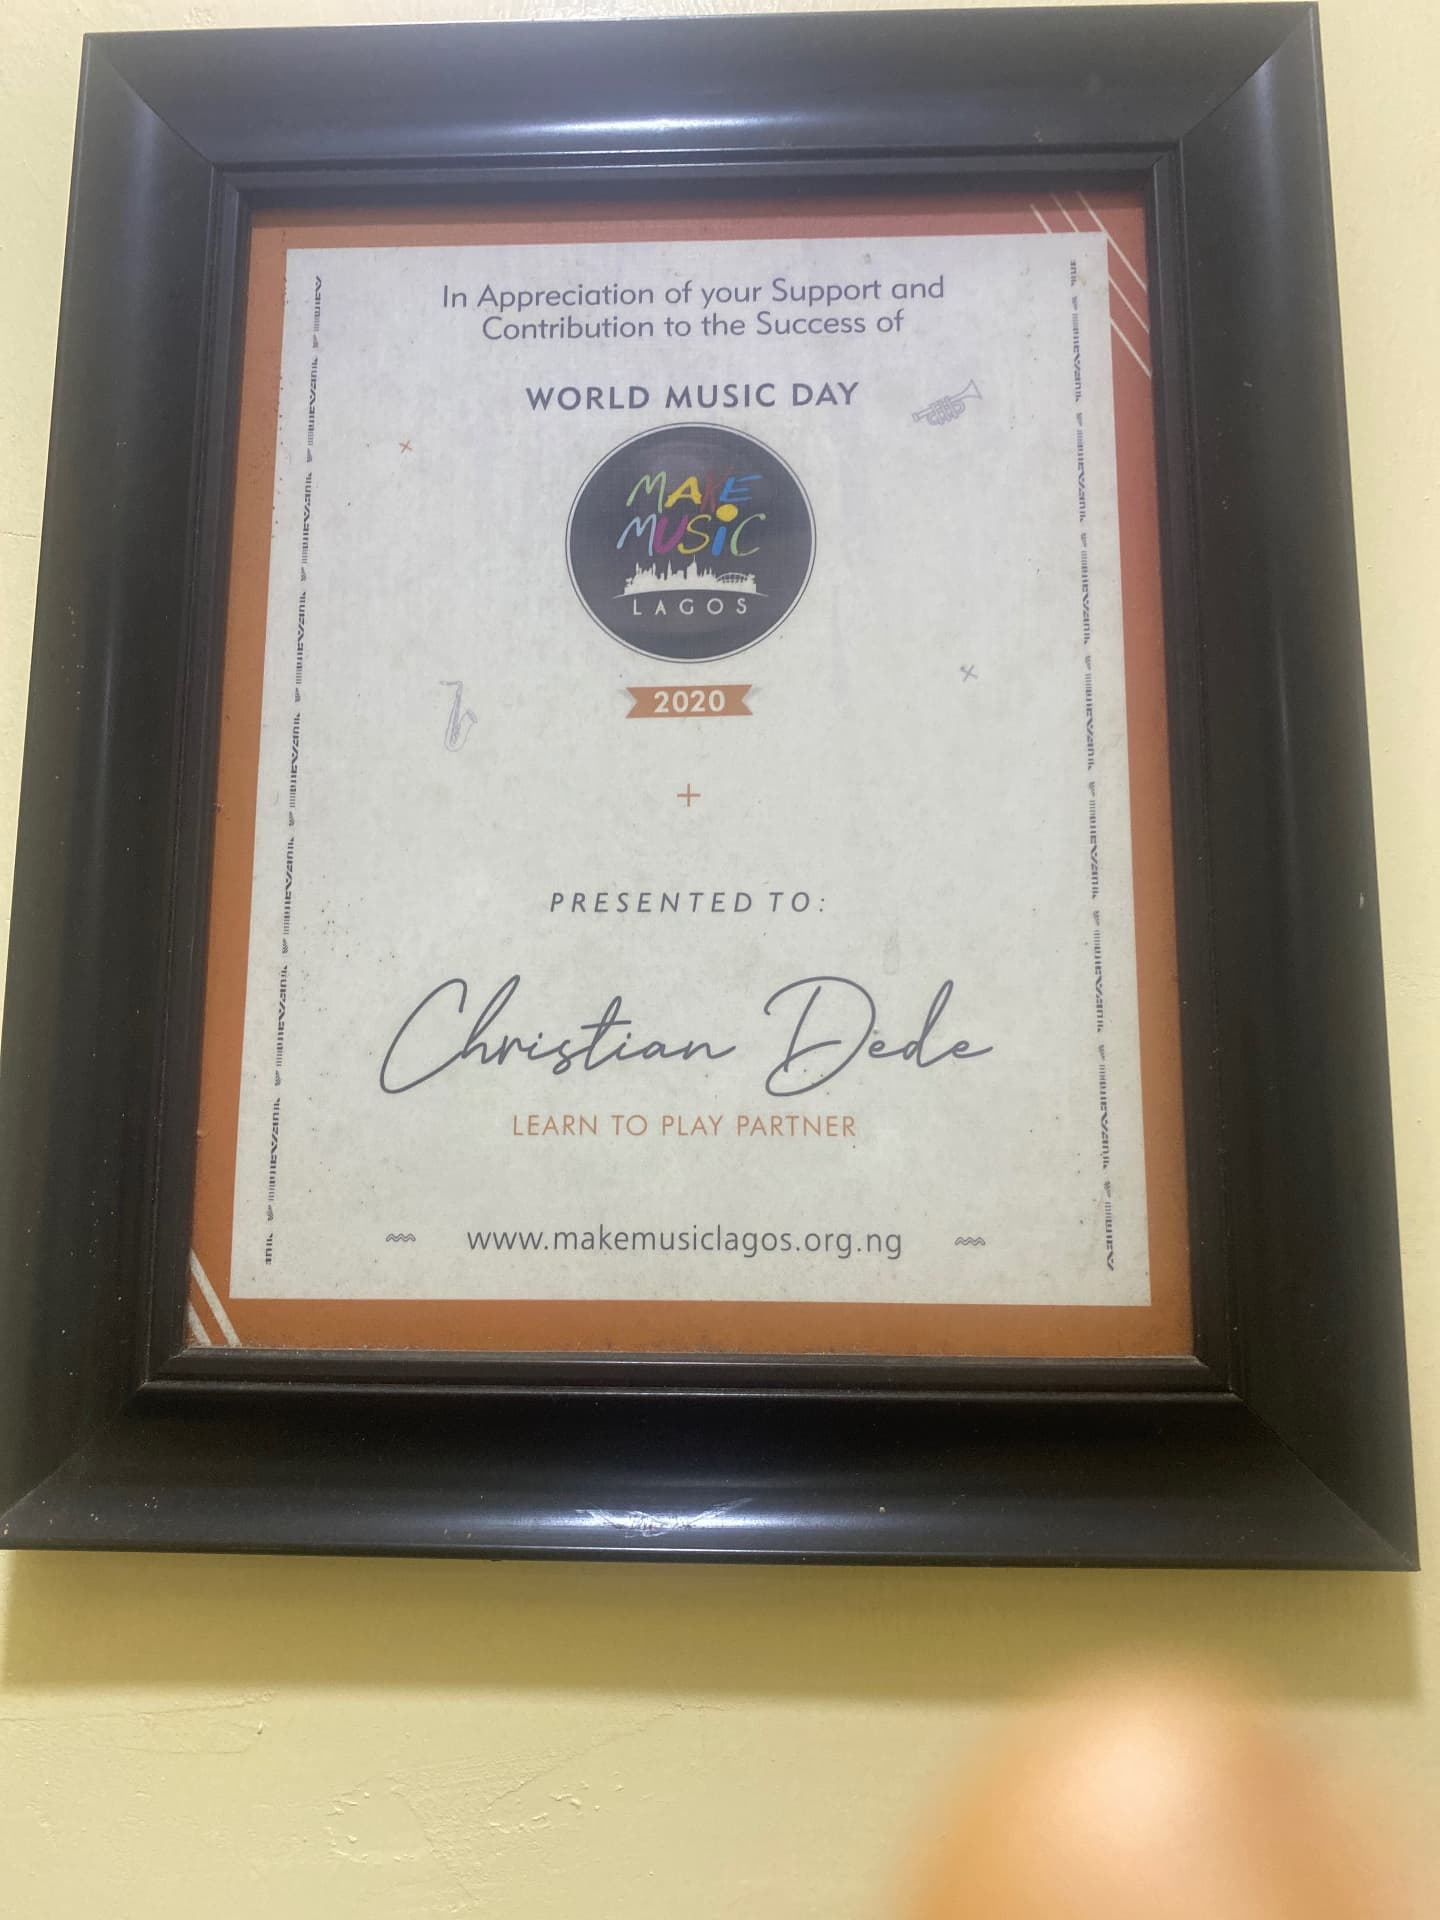 In Appreciation of your Support and
Contribution to the Success of
WORLD MUSIC DAY
MAKE
MUSiC
LAGOS
2020
+
PRESENTED TO:
Christian Dede
LEARN TO PLAY PARTNER
www.makemusiclagos.org.ng